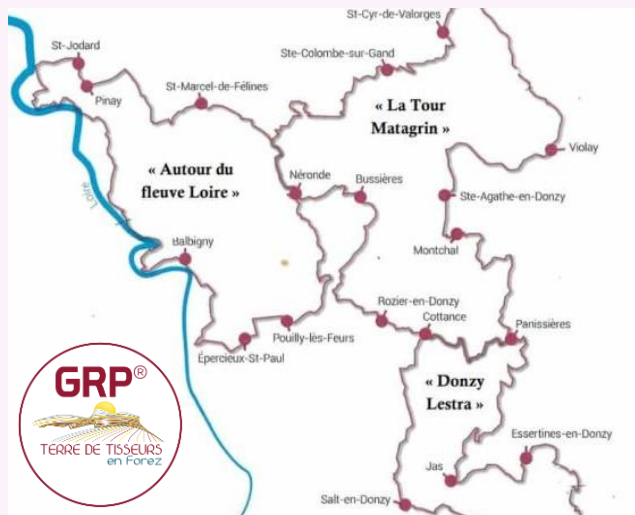 St-Cyr-de-Valorges
St-Jodard
Ste-Colombe-sur-Gand
Pinay
St-Marcel-de-Félines
« La Tour
Matagrin »
Violay
« Autour du
fleuve Loire »
Néronde
Bussières
Ste-Agathe-en-Donzy
Loire
Balbigny
Montchal
Rozier-en-Donzy
Cottance
Panissières
Pouilly-lès-Feurs
Épercieux-St-Paul
« Donzy
Lestra »
GRP®
TERRE DE TISSEURS
en Forez
Essertines-en-Donzy
Jas
Salt-en-Donzy